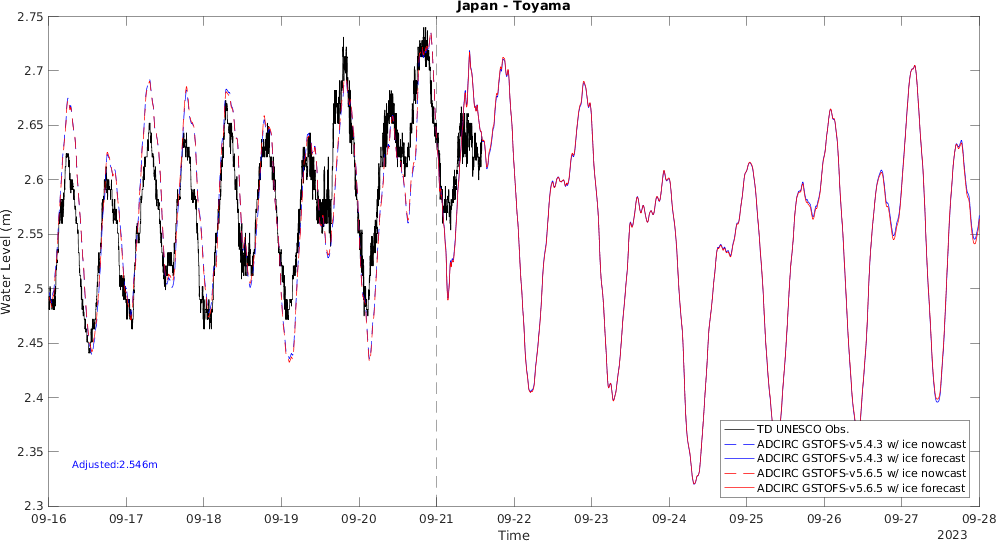 Japan - Toyama
Water Level (m)
2.75
2.7
2.65
2.6
2.55
2.5
2.45
2.4
2.35
2.3
Adjusted:2.546m
TD UNESCO Obs.
ADCIRC GSTOFS-v5.4.3 w/ ice nowcast
ADCIRC GSTOFS-v5.4.3 w/ ice forecast
ADCIRC GSTOFS-v5.6.5 w/ ice nowcast
ADCIRC GSTOFS-v5.6.5 w/ ice forecast
09-16 09-17 09-18 09-19 09-20 09-21 09-22 09-23 09-24 09-25 09-26 09-27 09-28
Time
2023